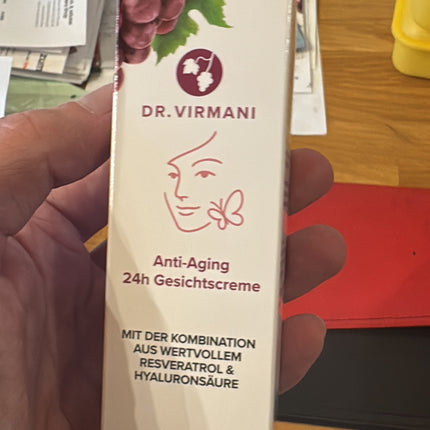 DR. VIRMANI
Anti-Aging
24h Gesichtscreme
MIT DER KOMBINATION
AUS WERTVOLLEM
RESVERATROL &
HYALURONSÄURE